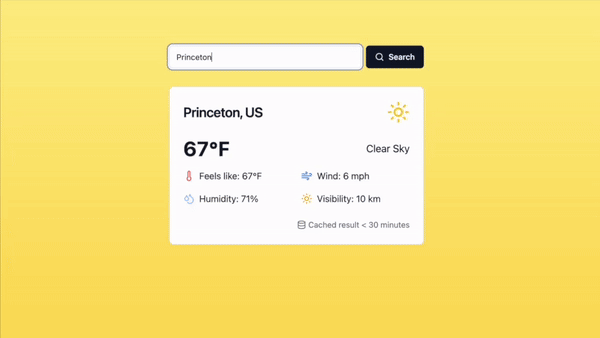 Princeton
Search
Princeton, US
67°F
Clear Sky
Feels like: 67°F
Wind: 6 mph
Humidity: 71%
Visibility: 10 km
Cached result < 30 minutes